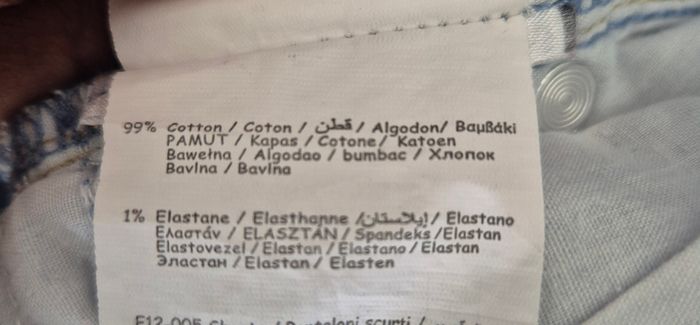 99% Cotton / Coton / قطن / Algodon/ Βαμβάκι
PAMUT / Kapas / Cotone/ Katoen
Bawełna / Algodao / bumbac / Хлопок
Bavlna / Bavlna
1% Elastane / Elasthanne /إيلاستان/ Elastano
Ελαστάν / ELASZTÁN / Spandeks /Elastan
Elastovezel / Elastan / Elastano / Elastan
Эластан / Elastan / Elasten